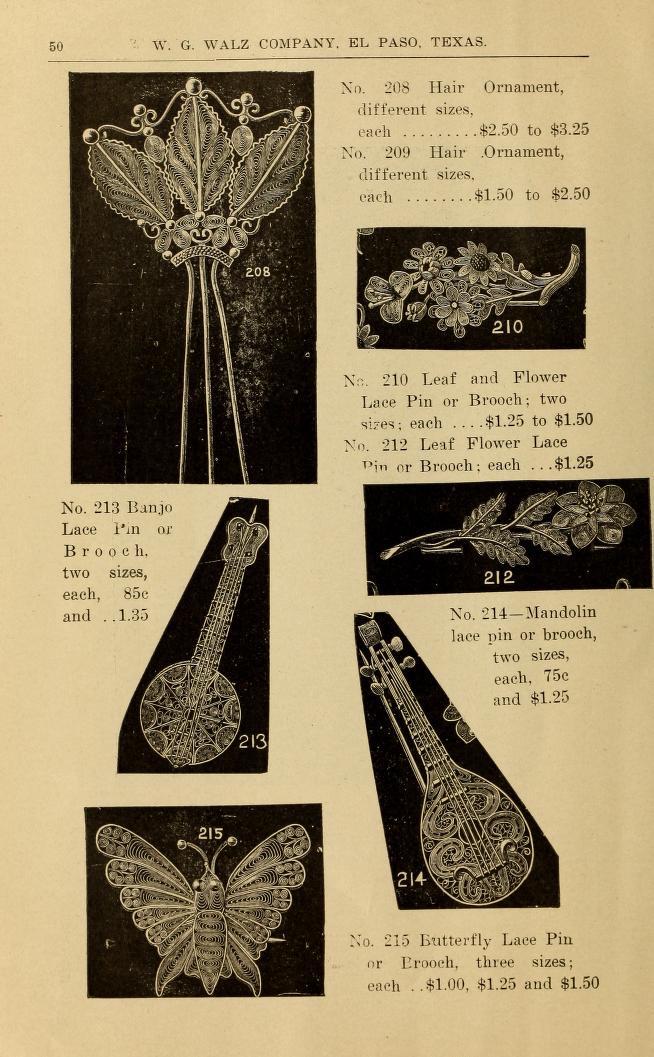 50 W. G. WALZ COMPANY, EL PASO, TEXAS.
No. 208 Hair Ornament,
different sizes,
each .........$2.50 to $3.25
No. 209 Hair .Ornament,
different sizes,
each ........$1.50 to $2.50
208
210
No. 210 Leaf and Flower
Lace Pin or Brooch; two
sizes; each ....$1.25 to $1.50
No. 212 Leaf Flower Lace
Pin or Brooch; each ...$1.25
No. 213 Banjo
Lace Pin or
Brooch,
two sizes,
each, 85c
and ..1.35
213
212
No. 214—Mandolin
lace pin or brooch,
two sizes,
each, 75c
and $1.25
214
215
No. 215 Butterfly Lace Pin
or Brooch, three sizes;
each ..$1.00, $1.25 and $1.50